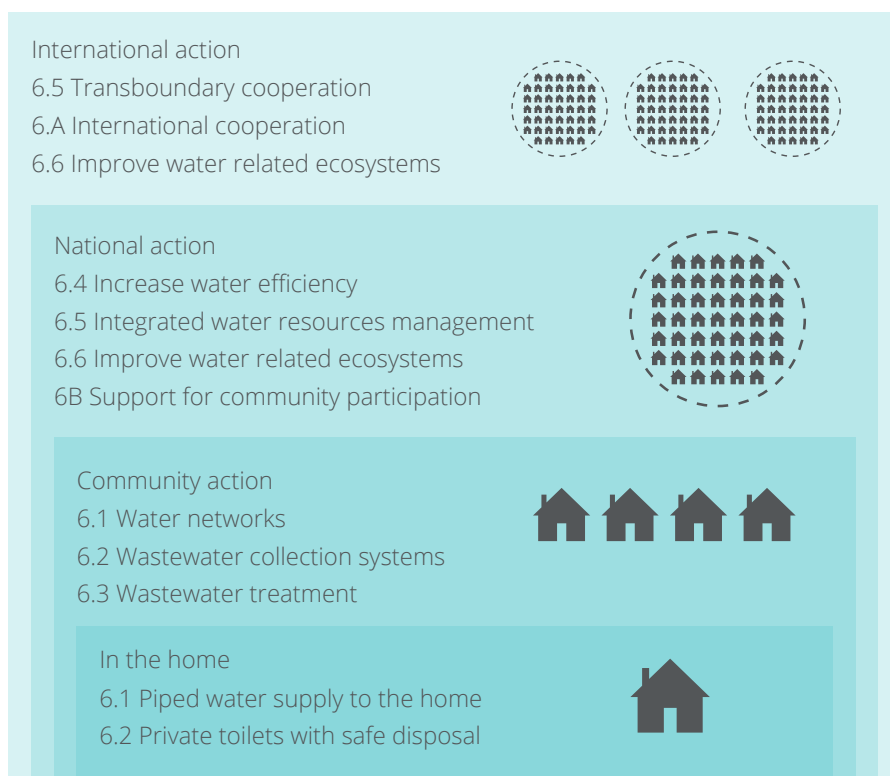 International action
6.5 Transboundary cooperation
6.A International cooperation
6.6 Improve water related ecosystems
National action
6.4 Increase water efficiency
6.5 Integrated water resources management
6.6 Improve water related ecosystems
6B Support for community participation
Community action
6.1 Water networks
6.2 Wastewater collection systems
6.3 Wastewater treatment
In the home
6.1 Piped water supply to the home
6.2 Private toilets with safe disposal